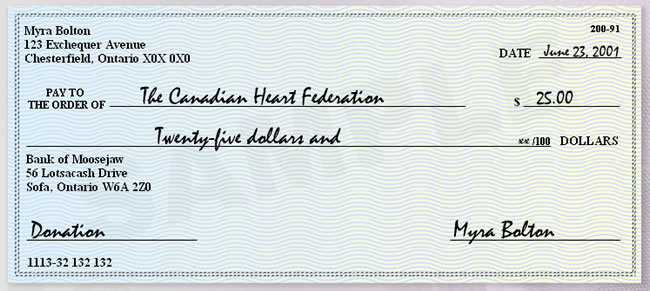 Myra Bolton
200-91
123 Exchequer Avenue
Chesterfield, Ontario X0X 0X0
DATE June 23, 2001
PAY TO
THE ORDER OF The Canadian Heart Federation $ 25.00
Twenty-five dollars and xx/100 DOLLARS
Bank of Moosejaw
56 Lotsacash Drive
Sofa, Ontario W6A 2Z0
SAMPLE
Donation Myra Bolton
1113-32 132 132